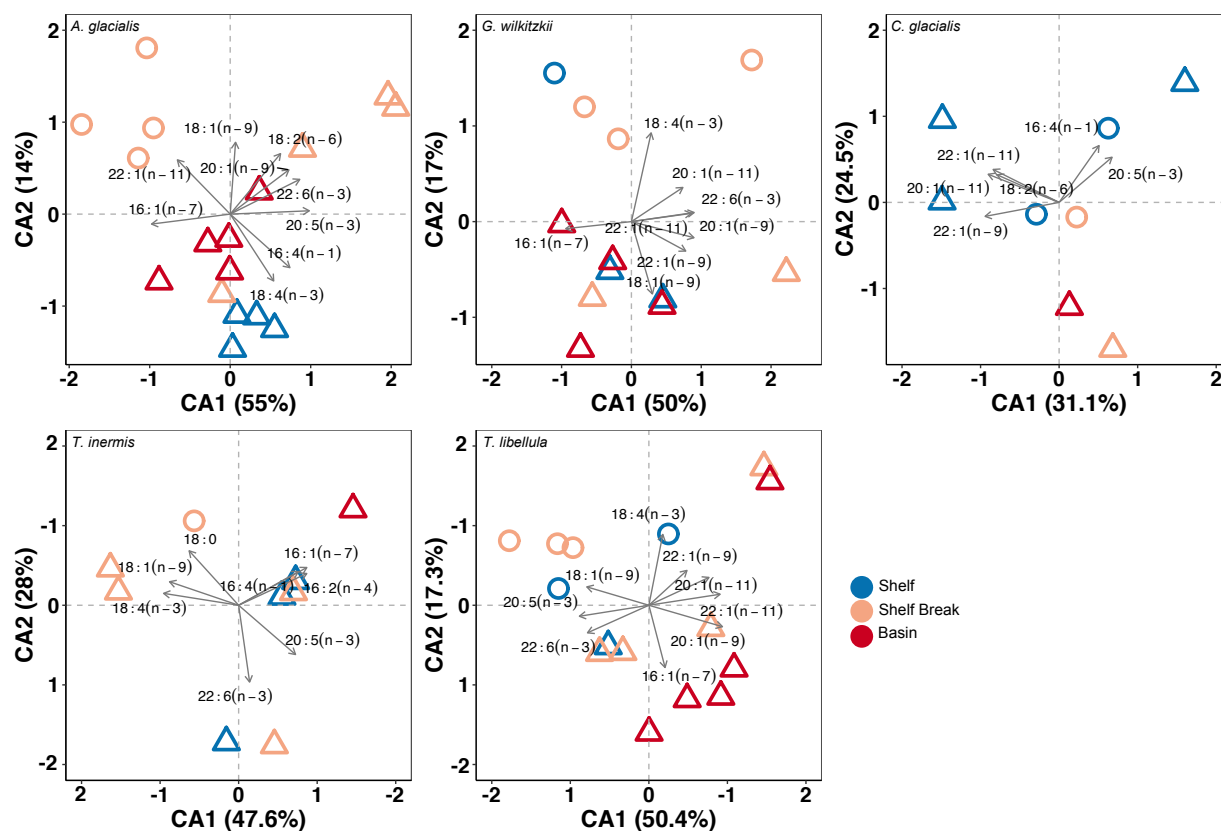 A. glacialis
CA2 (14%)
2
1
0
-1
18:1(n−9)
18:2(n−6)
20:1(n−9)
22:1(n−11)
22:6(n−3)
16:1(n−7)
20:5(n−3)
16:4(n−1)
18:4(n−3)
-2
-1
0
1
2
CA1 (55%)
G. wilkitzkii
CA2 (17%)
2
1
0
-1
18:4(n−3)
20:1(n−11)
22:6(n−3)
22:1(n−11)
20:1(n−9)
16:1(n−7)
22:1(n−9)
18:1(n−9)
-2
-1
0
1
2
CA1 (50%)
C. glacialis
CA2 (24.5%)
2
1
0
-1
16:4(n−1)
22:1(n−11)
20:5(n−3)
20:1(n−11)
18:2(n−6)
22:1(n−9)
-2
-1
0
1
2
CA1 (31.1%)
T. inermis
CA2 (28%)
2
-1
0
1
-2
18:0
16:1(n−7)
18:1(n−9)
16:4(n−1)
16:2(n−4)
18:4(n−3)
20:5(n−3)
22:6(n−3)
2
1
0
1
-2
CA1 (47.6%)
T. libellula
CA2 (17.3%)
2
-1
0
1
-2
18:4(n−3)
22:1(n−9)
18:1(n−9)
20:1(n−11)
20:5(n−3)
22:1(n−11)
22:6(n−3)
20:1(n−9)
16:1(n−7)
2
1
0
-1
-2
CA1 (50.4%)
Shelf
Shelf Break
Basin